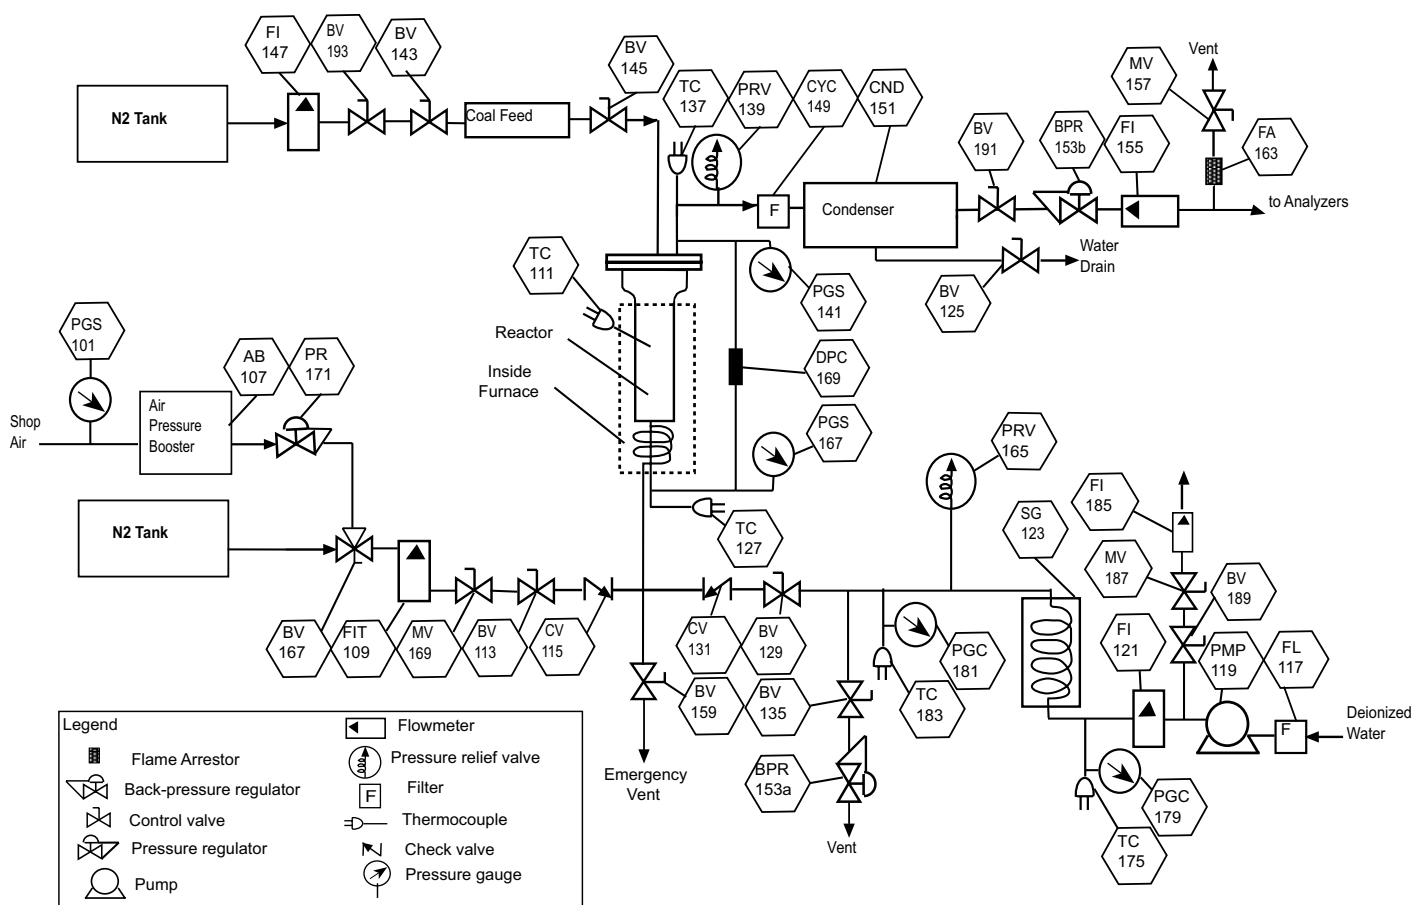 FI
147
BV
193
BV
143
BV
145
TC
137
PRV
139
CYC
149
CND
151
Vent
MV
157
BV
191
BPR
153b
FI
155
FA
163
N2 Tank
Coal Feed
F
Condenser
to Analyzers
Water
Drain
BV
125
TC
111
PGS
141
Reactor
Inside
Furnace
DPC
169
PGS
167
PGS
101
AB
107
PR
171
Shop
Air
Air
Pressure
Booster
N2 Tank
TC
127
PRV
165
SG
123
FI
185
MV
187
BV
189
FI
121
PMP
119
FL
117
BV
167
FIT
109
MV
169
BV
113
CV
115
CV
131
BV
129
PGC
181
TC
183
BV
159
BV
135
F
Deionized
Water
Emergency
Vent
BPR
153a
Vent
PGC
179
TC
175
Legend
Flame Arrestor
Back-pressure regulator
Control valve
Pressure regulator
Pump
Flowmeter
Pressure relief valve
F
Filter
Thermocouple
Check valve
Pressure gauge